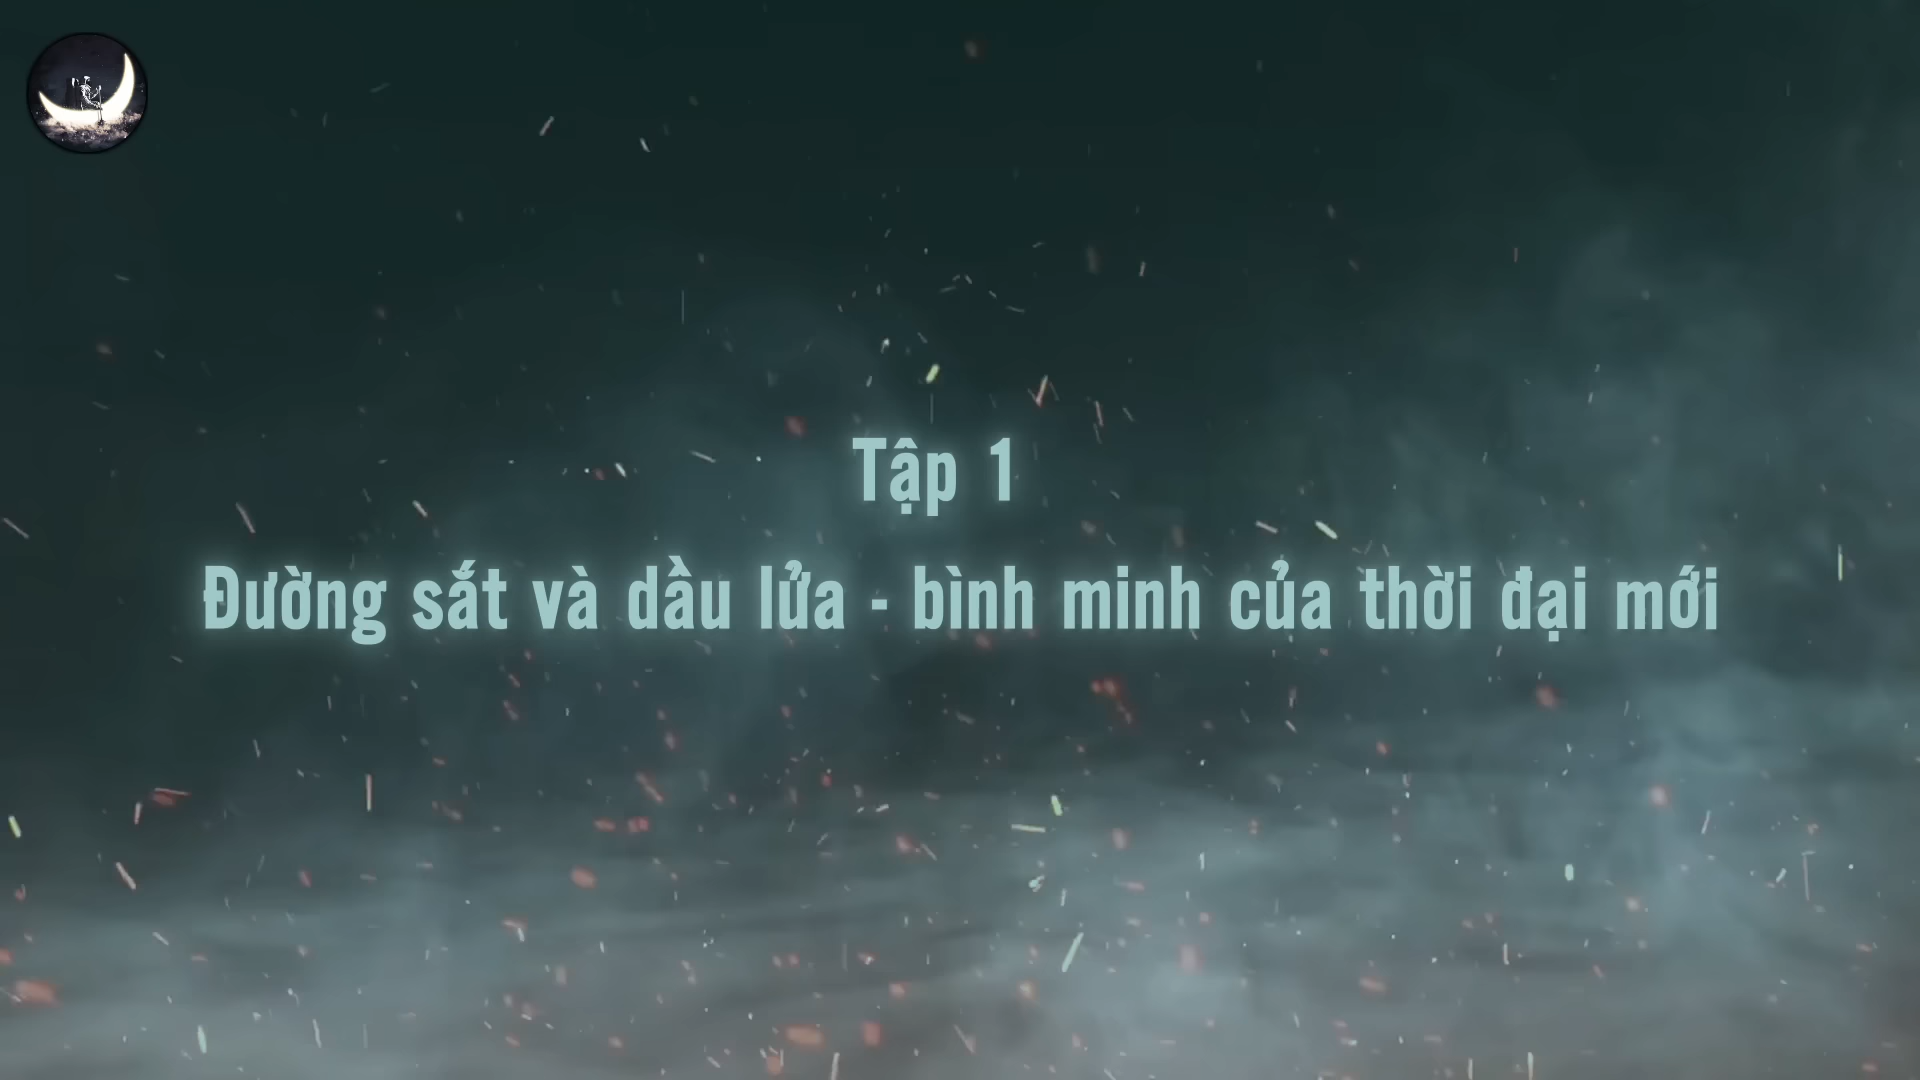 Tập 1
Đường sắt và dầu lửa - bình minh của thời đại mới